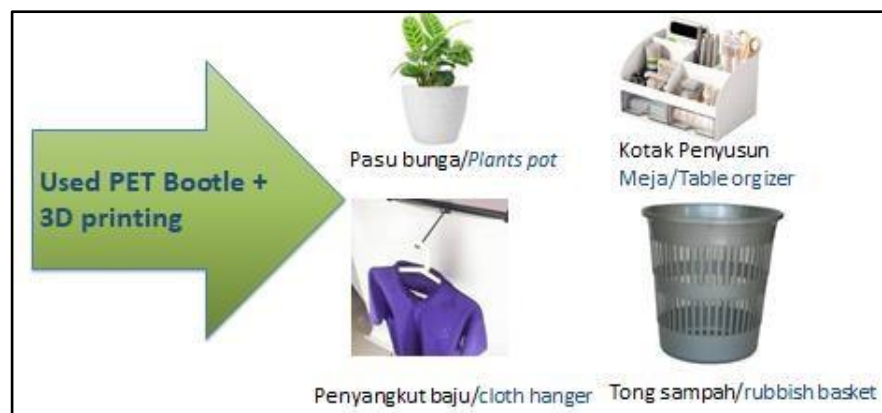 Used PET Bootle +
3D printing
Pasu bunga/Plants pot
Kotak Penyusun
Meja/Table orgizer
Penyangkut baju/cloth hanger
Tong sampah/rubbish basket